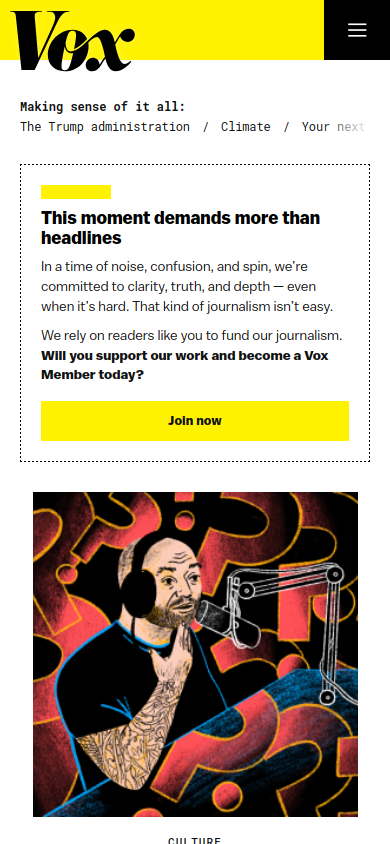 Vox
Making sense of it all:
The Trump administration / Climate / Your next
This moment demands more than
headlines
In a time of noise, confusion, and spin, we’re
committed to clarity, truth, and depth — even
when it’s hard. That kind of journalism isn’t easy.
We rely on readers like you to fund our journalism.
Will you support our work and become a Vox
Member today?
Join now
CULTURE